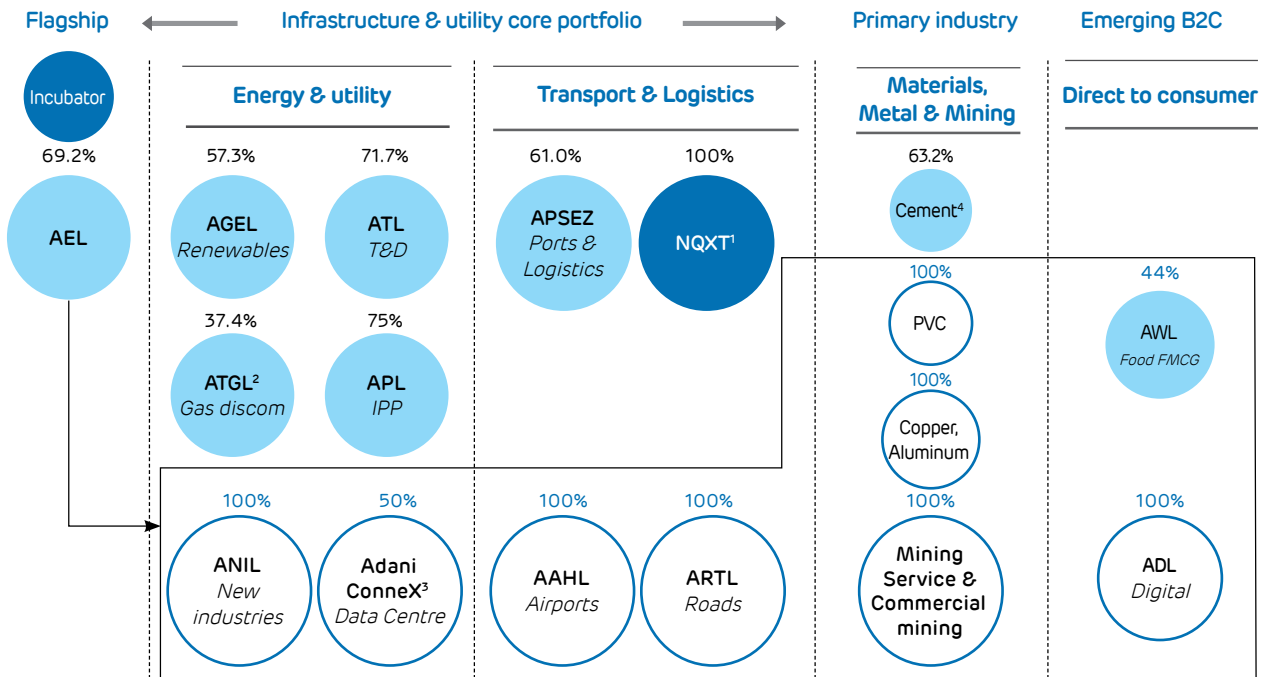 Flagship
Infrastructure & utility core portfolio
Primary industry
Emerging B2C
Incubator
Energy & utility
Transport & Logistics
Materials,
Metal & Mining
Direct to consumer
69.2%
57.3%
71.7%
61.0%
100%
63.2%
AEL
AGEL
Renewables
ATL
T&D
APSEZ
Ports &
Logistics
NQXT¹
Cement⁴
100%
44%
PVC
AWL
Food FMCG
37.4%
75%
100%
ATGL²
Gas discom
APL
IPP
Copper,
Aluminum
100%
50%
100%
100%
100%
100%
ANIL
New
industries
Adani
ConneX³
Data Centre
AAHL
Airports
ARTL
Roads
Mining
Service &
Commercial
mining
ADL
Digital